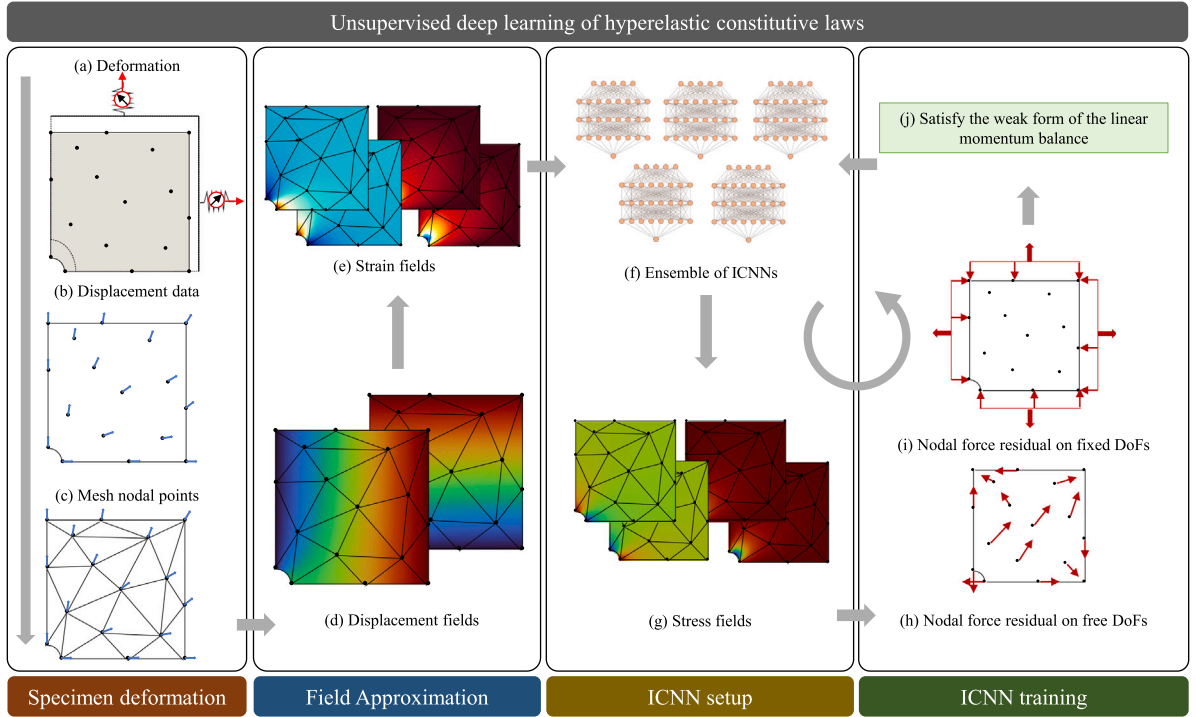 Unsupervised deep learning of hyperelastic constitutive laws
(a) Deformation
(b) Displacement data
(c) Mesh nodal points
(e) Strain fields
(d) Displacement fields
(f) Ensemble of ICNNs
(g) Stress fields
(j) Satisfy the weak form of the linear
momentum balance
(i) Nodal force residual on fixed DoFs
(h) Nodal force residual on free DoFs
Specimen deformation
Field Approximation
ICNN setup
ICNN training